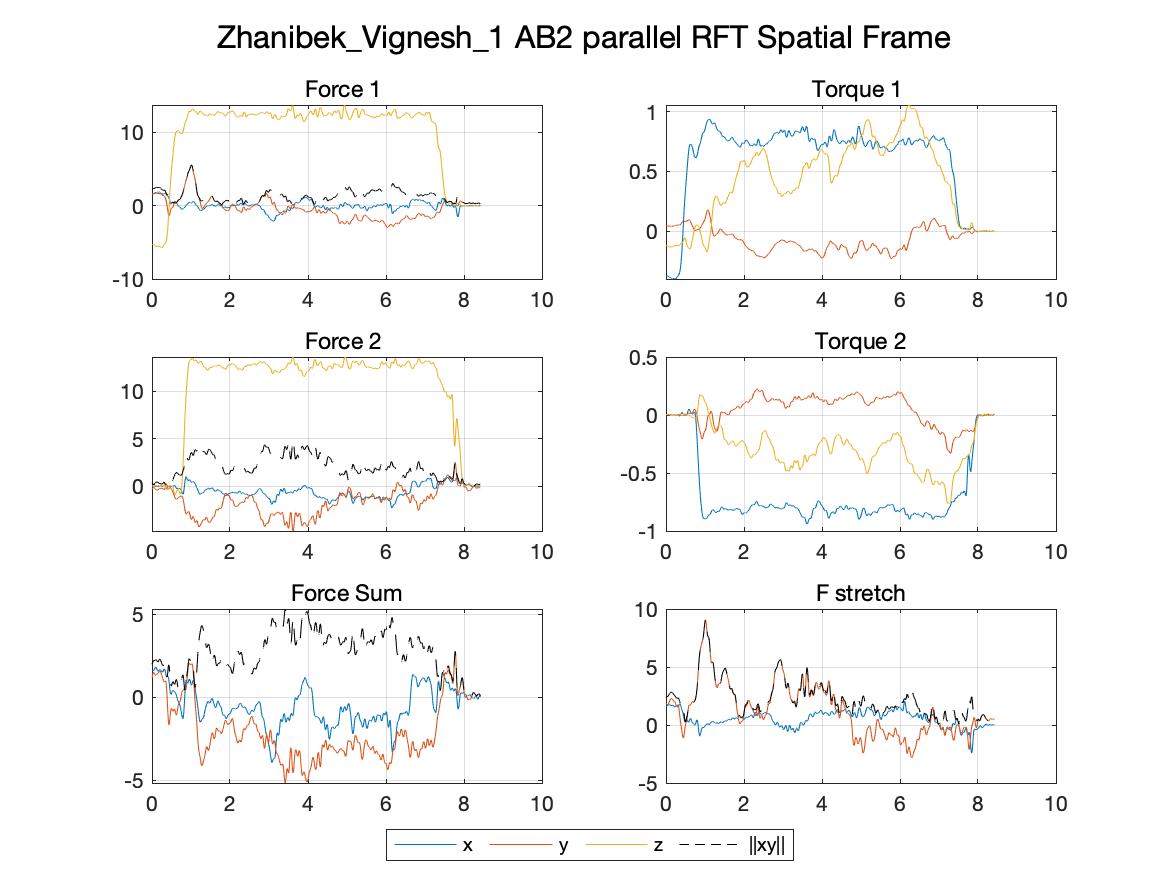 Zhanibek_Vignesh_1 AB2 parallel RFT Spatial Frame
Force 1
10
0
-10
0 2 4 6 8 10
Torque 1
1
0.5
0
0 2 4 6 8 10
Force 2
10
5
0
0 2 4 6 8 10
Torque 2
0.5
0
-0.5
-1
0 2 4 6 8 10
Force Sum
5
0
-5
0 2 4 6 8 10
F stretch
10
5
0
-5
0 2 4 6 8 10
x y z ||xy||